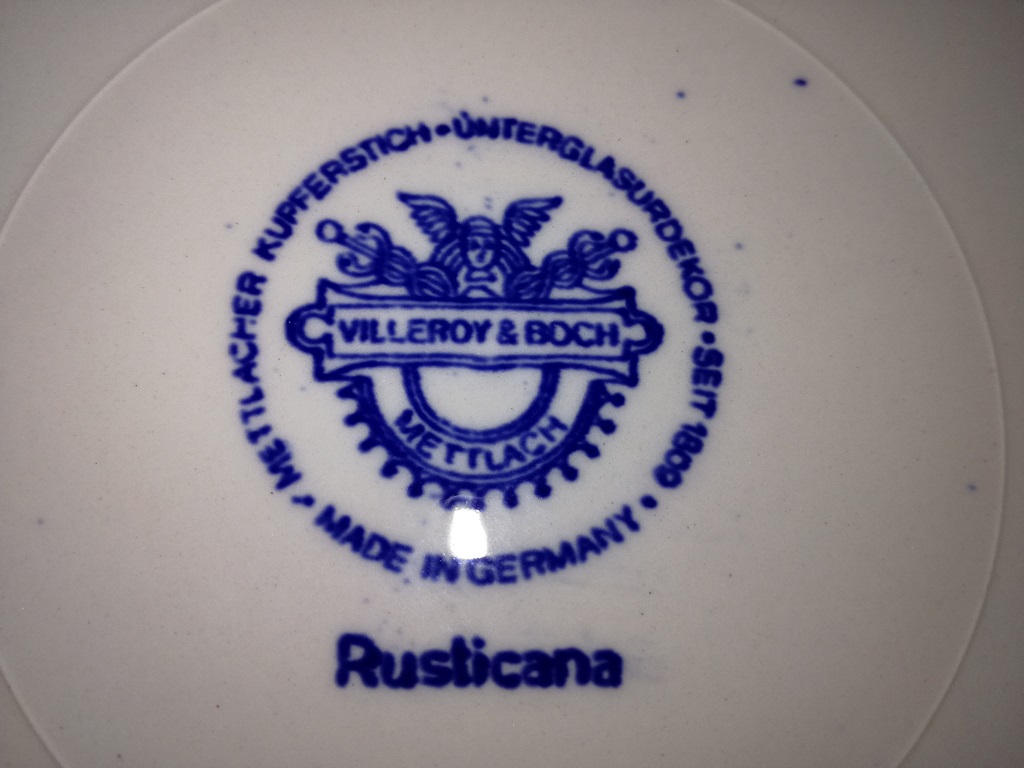 METTLACHER KUPFERSTICH • UNTERGLASURDEKOR • SEIT 1809 • MADE IN GERMANY •
VILLEROY & BOCH
METTLACH
Rusticana